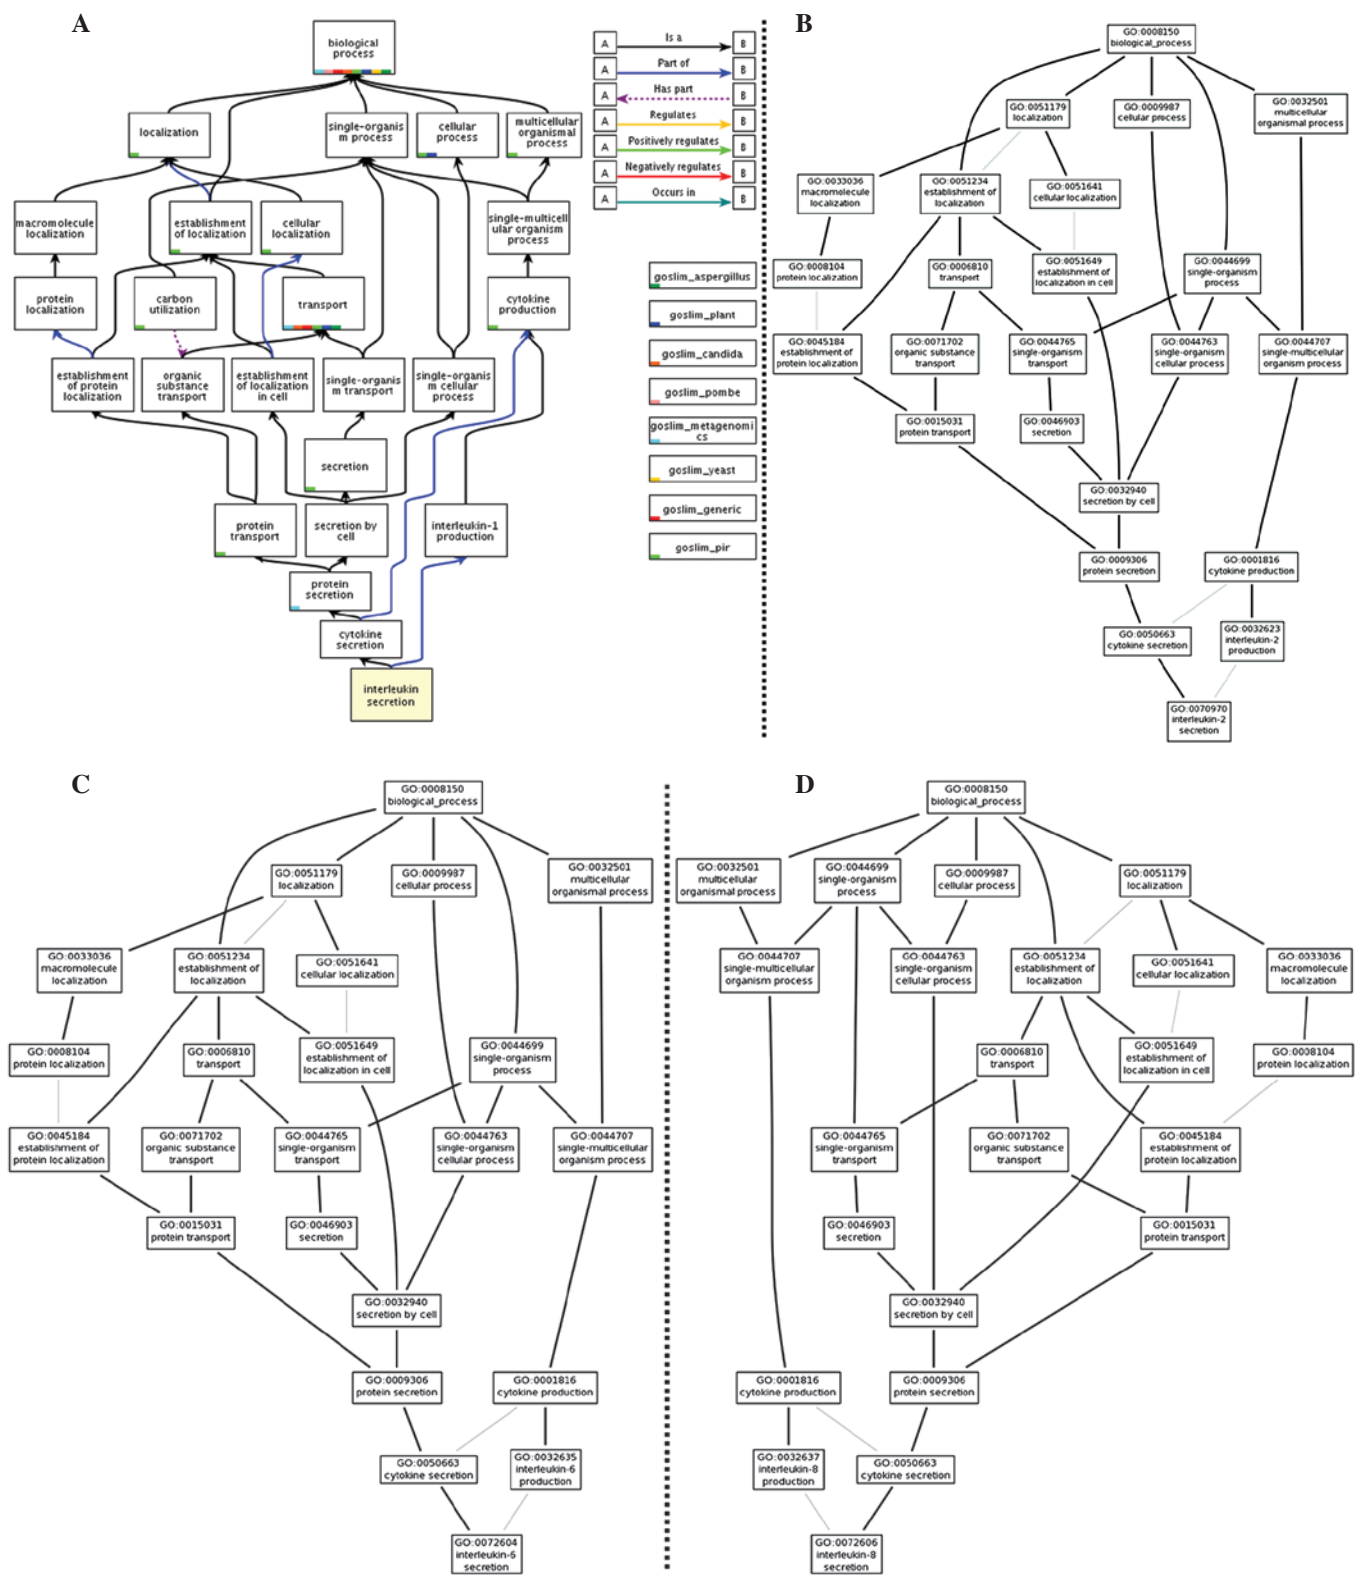 A
biological
process
localization
single-organis
m process
cellular
process
multicellular
organismal
process
macromolecule
localization
establishment
of localization
cellular
localization
single-multicell
ular organism
process
protein
localization
carbon
utilization
transport
cytokine
production
establishment
of protein
localization
organic
substance
transport
establishment
of localization
in cell
single-organis
m transport
single-organis
m cellular
process
secretion
protein
transport
secretion by
cell
interleukin-1
production
protein
secretion
cytokine
secretion
interleukin
secretion
A Is a B
A Part of B
A Has part B
A Regulates B
A Positively regulates B
A Negatively regulates B
A Occurs in B
goslim_aspergillus
goslim_plant
goslim_candida
goslim_pombe
goslim_metagenomi
cs
goslim_yeast
goslim_generic
goslim_pir
B
GO:0008150
biological_process
GO:0051179
localization
GO:0009987
cellular process
GO:0032501
multicellular
organismal process
GO:0033036
macromolecule
localization
GO:0051234
establishment of
localization
GO:0051641
cellular localization
GO:0008104
protein localization
GO:0006810
transport
GO:0051649
establishment of
localization in cell
GO:0044699
single-organism
process
GO:0045184
establishment of
protein localization
GO:0071702
organic substance
transport
GO:0044765
single-organism
transport
GO:0044763
single-organism
cellular process
GO:0044707
single-multicellular
organism process
GO:0015031
protein transport
GO:0046903
secretion
GO:0032940
secretion by cell
GO:0009306
protein secretion
GO:0001816
cytokine production
GO:0050663
cytokine secretion
GO:0032623
interleukin-2
production
GO:0070970
interleukin-2
secretion
C
GO:0008150
biological_process
GO:0051179
localization
GO:0009987
cellular process
GO:0032501
multicellular
organismal process
GO:0033036
macromolecule
localization
GO:0051234
establishment of
localization
GO:0051641
cellular localization
GO:0008104
protein localization
GO:0006810
transport
GO:0051649
establishment of
localization in cell
GO:0044699
single-organism
process
GO:0045184
establishment of
protein localization
GO:0071702
organic substance
transport
GO:0044765
single-organism
transport
GO:0044763
single-organism
cellular process
GO:0044707
single-multicellular
organism process
GO:0015031
protein transport
GO:0046903
secretion
GO:0032940
secretion by cell
GO:0009306
protein secretion
GO:0001816
cytokine production
GO:0050663
cytokine secretion
GO:0032635
interleukin-6
production
GO:0072604
interleukin-6
secretion
D
GO:0008150
biological_process
GO:0032501
multicellular
organismal process
GO:0044699
single-organism
process
GO:0009987
cellular process
GO:0051179
localization
GO:0044707
single-multicellular
organism process
GO:0044763
single-organism
cellular process
GO:0051234
establishment of
localization
GO:0051641
cellular localization
GO:0033036
macromolecule
localization
GO:0006810
transport
GO:0051649
establishment of
localization in cell
GO:0008104
protein localization
GO:0044765
single-organism
transport
GO:0071702
organic substance
transport
GO:0045184
establishment of
protein localization
GO:0046903
secretion
GO:0015031
protein transport
GO:0032940
secretion by cell
GO:0001816
cytokine production
GO:0009306
protein secretion
GO:0032637
interleukin-8
production
GO:0050663
cytokine secretion
GO:0072606
interleukin-8
secretion